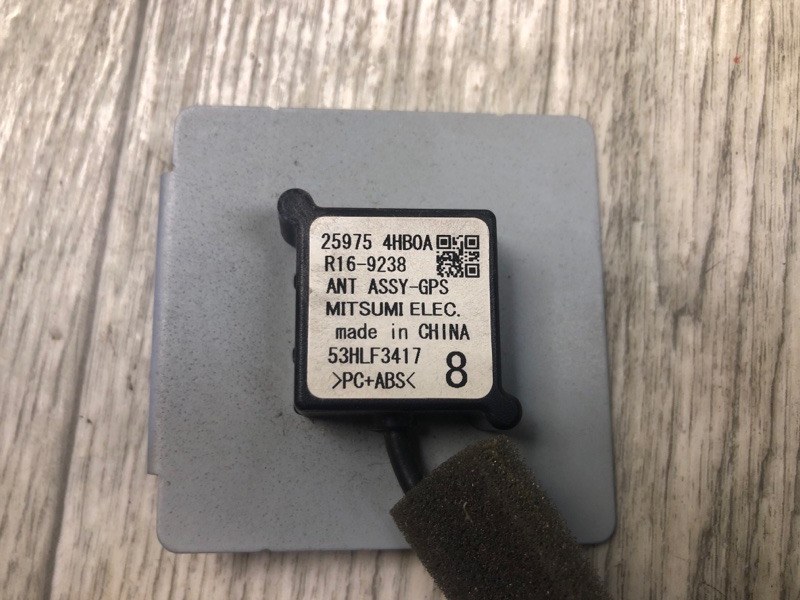 25975 4HB0A
R16-9238
ANT ASSY-GPS
MITSUMI ELEC.
made in CHINA
53HLF3417
>PC+ABS< 8